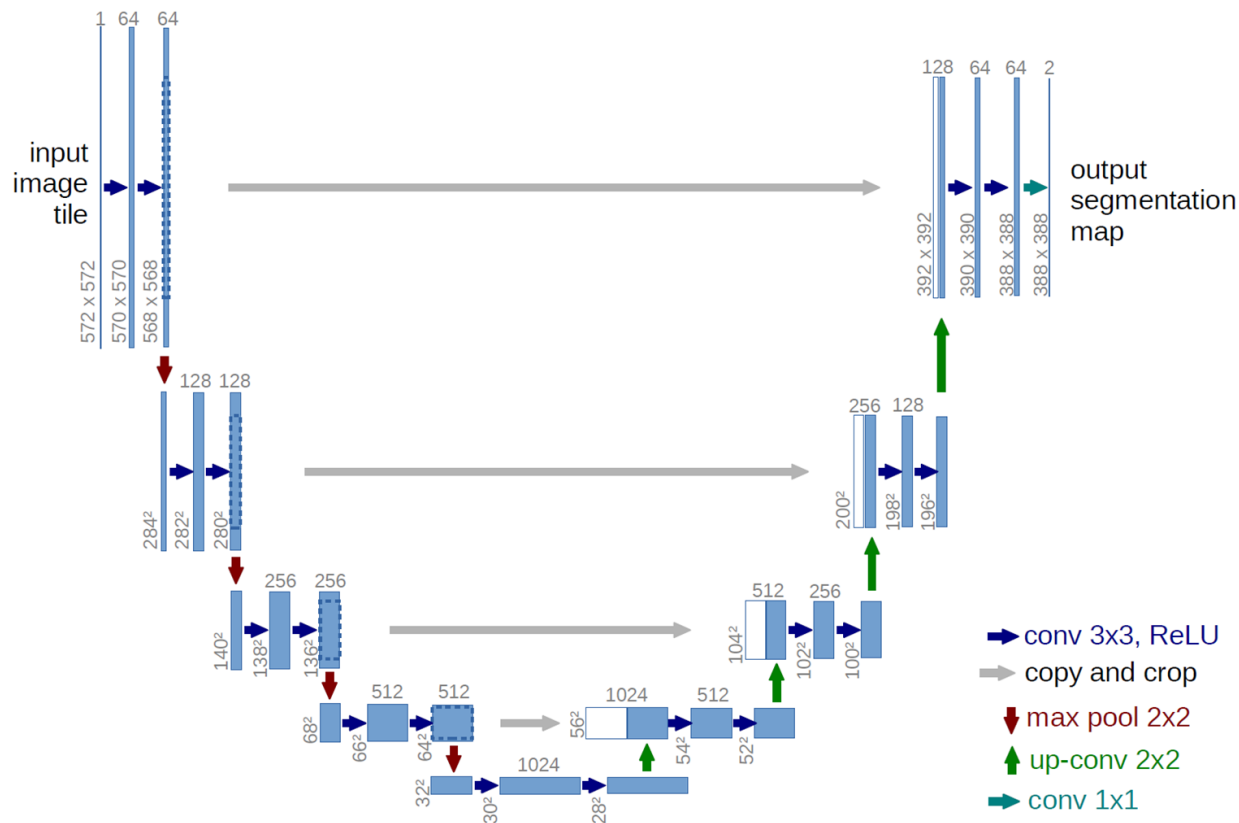 1 64 64
input
image
tile
572 x 572
570 x 570
568 x 568
128 64 64 2
output
segmentation
map
392 x 392
390 x 390
388 x 388
388 x 388
128 128
284²
282²
280²
256 128
200²
198²
196²
256 256
140²
138²
136²
512 256
104²
102²
100²
512 512
68²
66²
64²
1024 512
56²
54²
52²
1024
32²
30²
28²
conv 3x3, ReLU
copy and crop
max pool 2x2
up-conv 2x2
conv 1x1